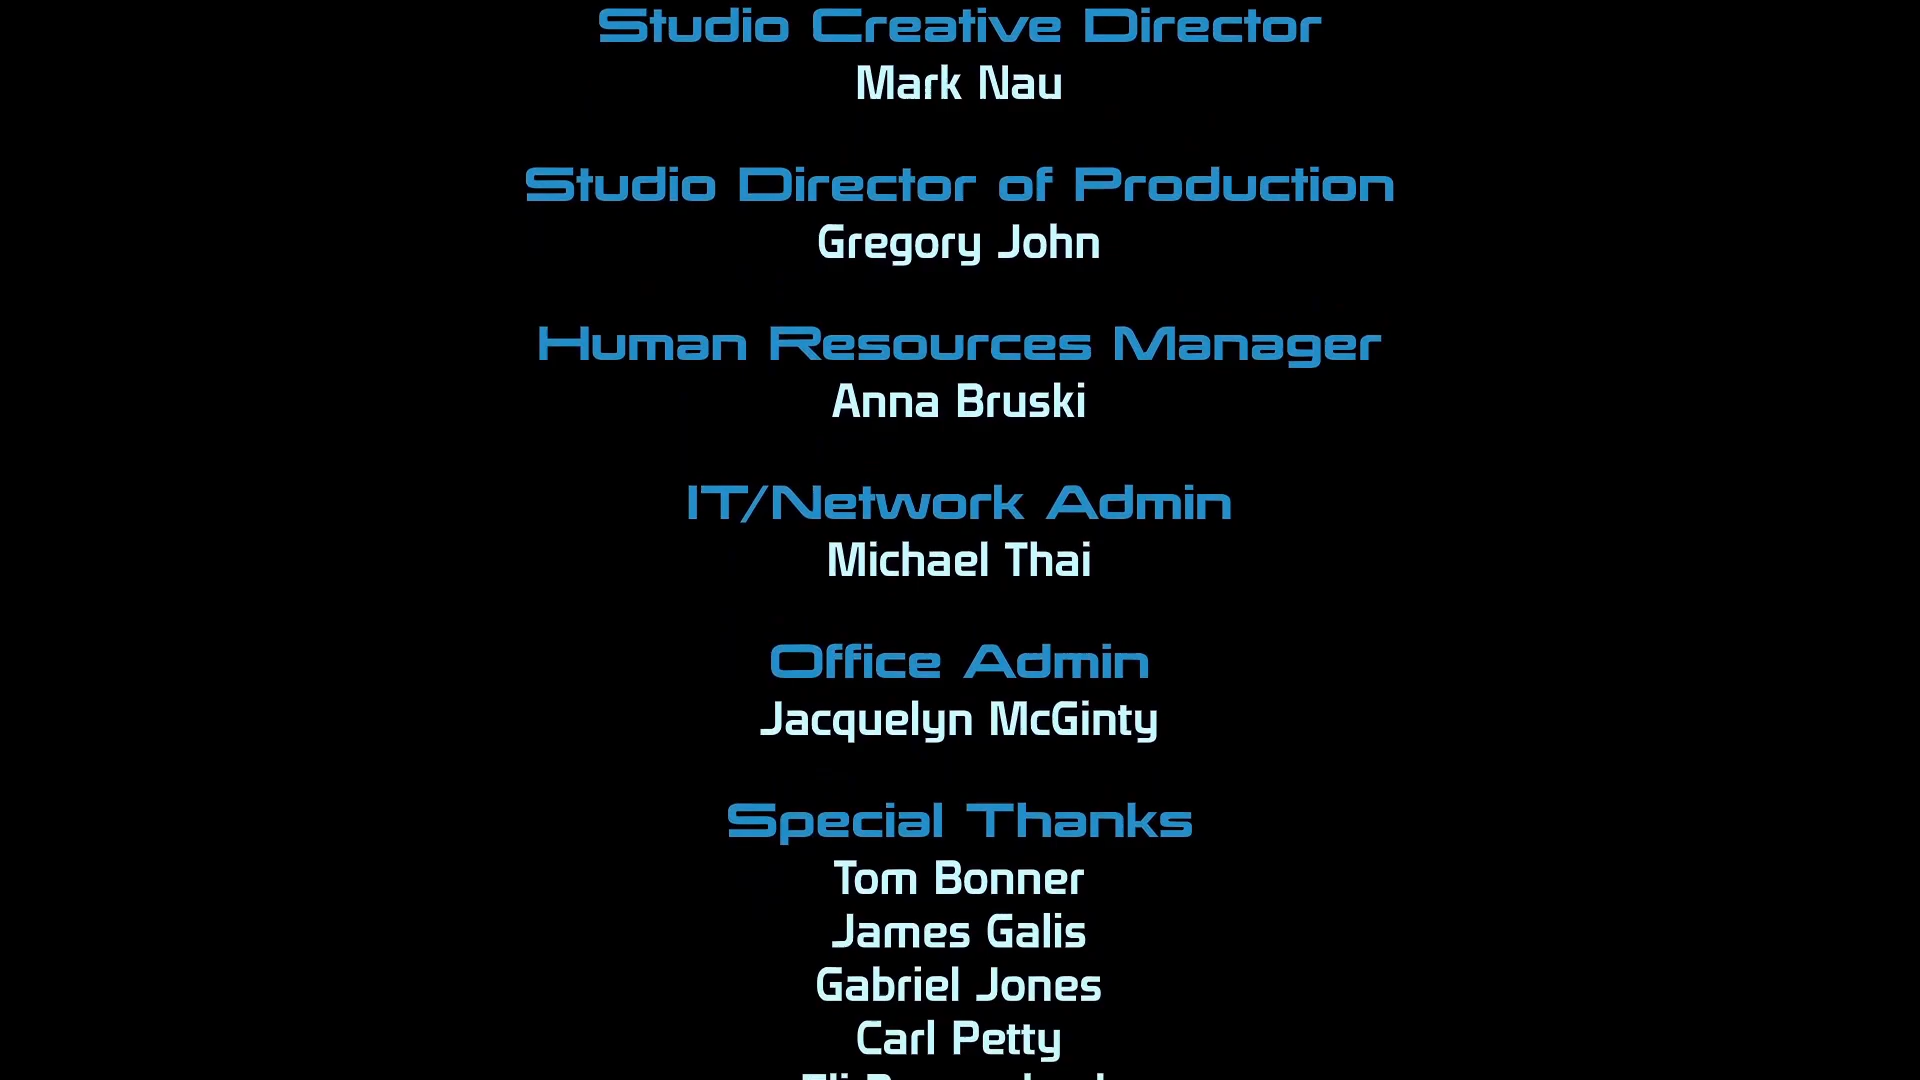 Studio Creative Director
Mark Nau
Studio Director of Production
Gregory John
Human Resources Manager
Anna Bruski
IT/Network Admin
Michael Thai
Office Admin
Jacquelyn McGinty
Special Thanks
Tom Bonner
James Galis
Gabriel Jones
Carl Petty